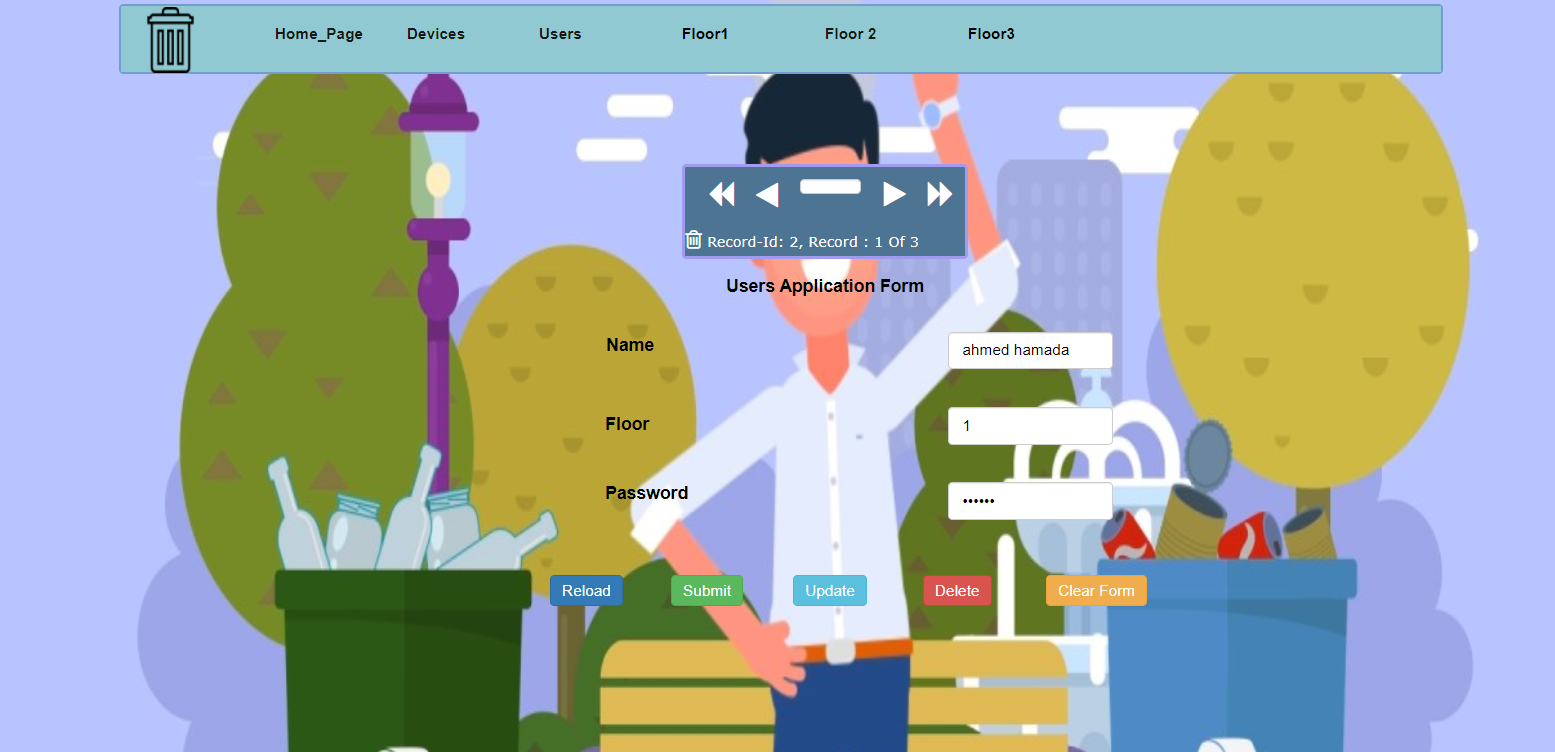 Home_Page Devices Users Floor1 Floor 2 Floor3
Record-Id: 2, Record : 1 Of 3
Users Application Form
Name ahmed hamada
Floor 1
Password ••••••
Reload Submit Update Delete Clear Form